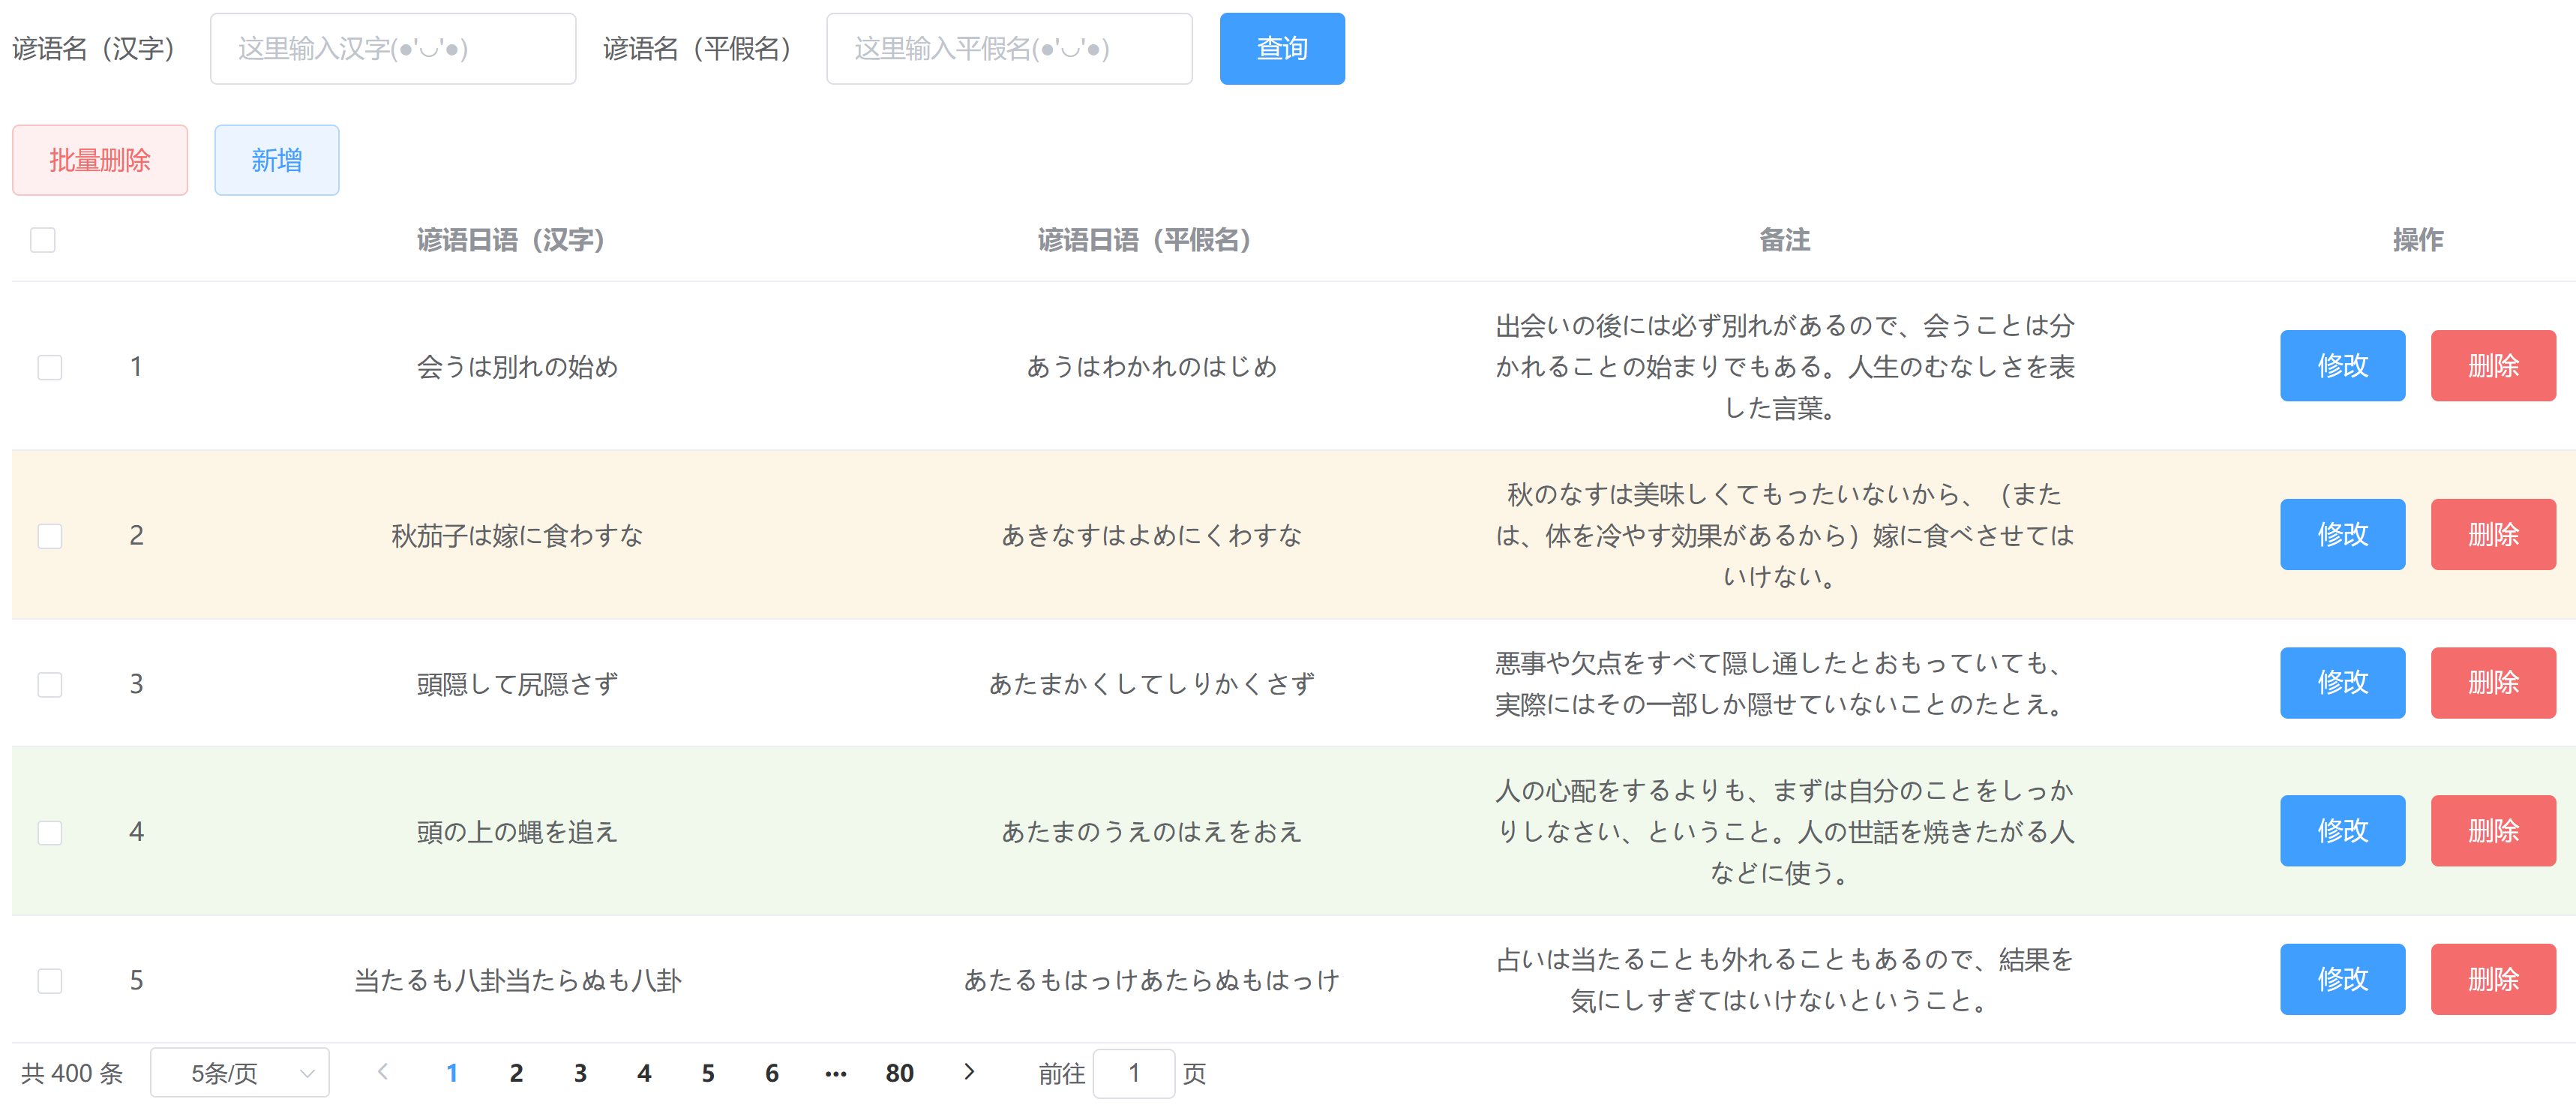 谚语名（汉字） 这里输入汉字(●'◡'●) 谚语名（平假名） 这里输入平假名(●'◡'●) 查询
批量删除 新增
谚语日语（汉字） 谚语日语（平假名） 备注 操作
1 会うは別れの始め あうはわかれのはじめ 出会いの後には必ず別れがあるので、会うことは分
かれることの始まりでもある。人生のむなしさを表
した言葉。 修改 删除
2 秋茄子は嫁に食わすな あきなすはよめにくわすな 秋のなすは美味しくてもったいないから、（また
は、体を冷やす効果があるから）嫁に食べさせては
いけない。 修改 删除
3 頭隠して尻隠さず あたまかくしてしりかくさず 悪事や欠点をすべて隠し通したとおもっていても、
実際にはその一部しか隠せていないことのたとえ。 修改 删除
4 頭の上の蝿を追え あたまのうえのはえをおえ 人の心配をするよりも、まずは自分のことをしっか
りしなさい、ということ。人の世話を焼きたがる人
などに使う。 修改 删除
5 当たるも八卦当たらぬも八卦 あたるもはっけあたらぬもはっけ 占いは当たることも外れることもあるので、結果を
気にしすぎてはいけないということ。 修改 删除
共 400 条 5条/页 1 2 3 4 5 6 ··· 80 前往 1 页